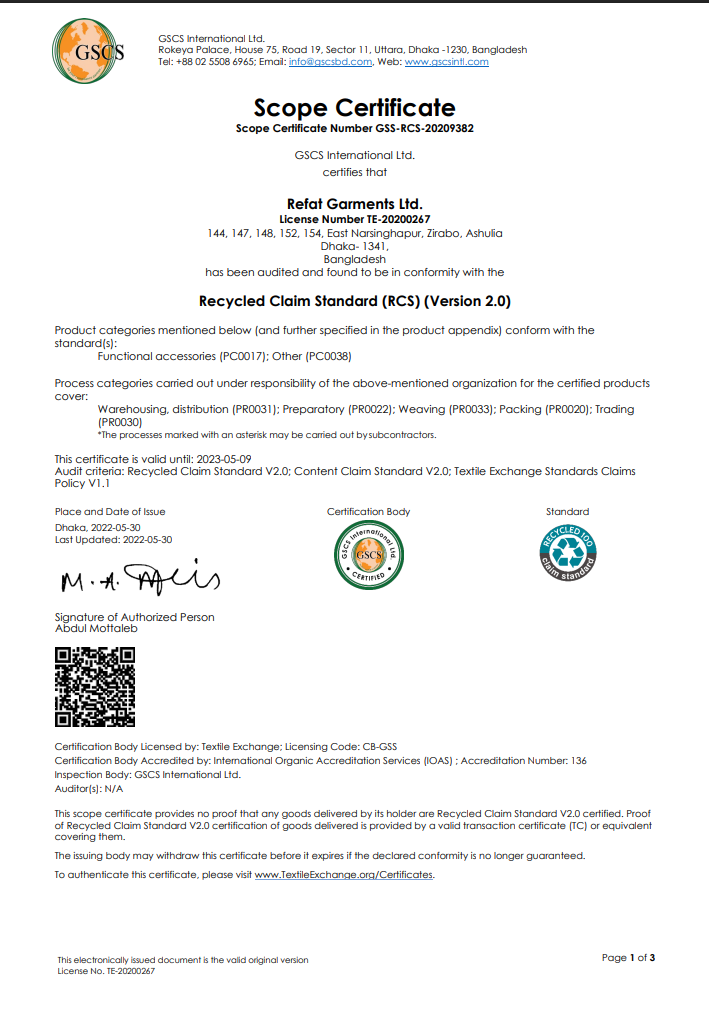 GSCS
GSCS International Ltd.
Rokeya Palace, House 75, Road 19, Sector 11, Uttara, Dhaka -1230, Bangladesh
Tel: +88 02 5508 6965; Email: info@gscsbd.com, Web: www.gscsintl.com
Scope Certificate
Scope Certificate Number GSS-RCS-20209382
GSCS International Ltd.
certifies that
Refat Garments Ltd.
License Number TE-20200267
144, 147, 148, 152, 154, East Narsinghapur, Zirabo, Ashulia
Dhaka- 1341,
Bangladesh
has been audited and found to be in conformity with the
Recycled Claim Standard (RCS) (Version 2.0)
Product categories mentioned below (and further specified in the product appendix) conform with the
standard(s):
Functional accessories (PC0017); Other (PC0038)
Process categories carried out under responsibility of the above-mentioned organization for the certified products
cover:
Warehousing, distribution (PR0031); Preparatory (PR0022); Weaving (PR0033); Packing (PR0020); Trading
(PR0030)
*The processes marked with an asterisk may be carried out by subcontractors.
This certificate is valid until: 2023-05-09
Audit criteria: Recycled Claim Standard V2.0; Content Claim Standard V2.0; Textile Exchange Standards Claims
Policy V1.1
Place and Date of Issue
Dhaka, 2022-05-30
Last Updated: 2022-05-30
Certification Body
GSCS International Ltd
GSCS
CERTIFIED
Standard
RECYCLED 100
claim standard
Signature of Authorized Person
Abdul Mottaleb
Certification Body Licensed by: Textile Exchange; Licensing Code: CB-GSS
Certification Body Accredited by: International Organic Accreditation Services (IOAS) ; Accreditation Number: 136
Inspection Body: GSCS International Ltd.
Auditor(s): N/A
This scope certificate provides no proof that any goods delivered by its holder are Recycled Claim Standard V2.0 certified. Proof
of Recycled Claim Standard V2.0 certification of goods delivered is provided by a valid transaction certificate (TC) or equivalent
covering them.
The issuing body may withdraw this certificate before it expires if the declared conformity is no longer guaranteed.
To authenticate this certificate, please visit www.TextileExchange.org/Certificates.
This electronically issued document is the valid original version
License No. TE-20200267
Page 1 of 3